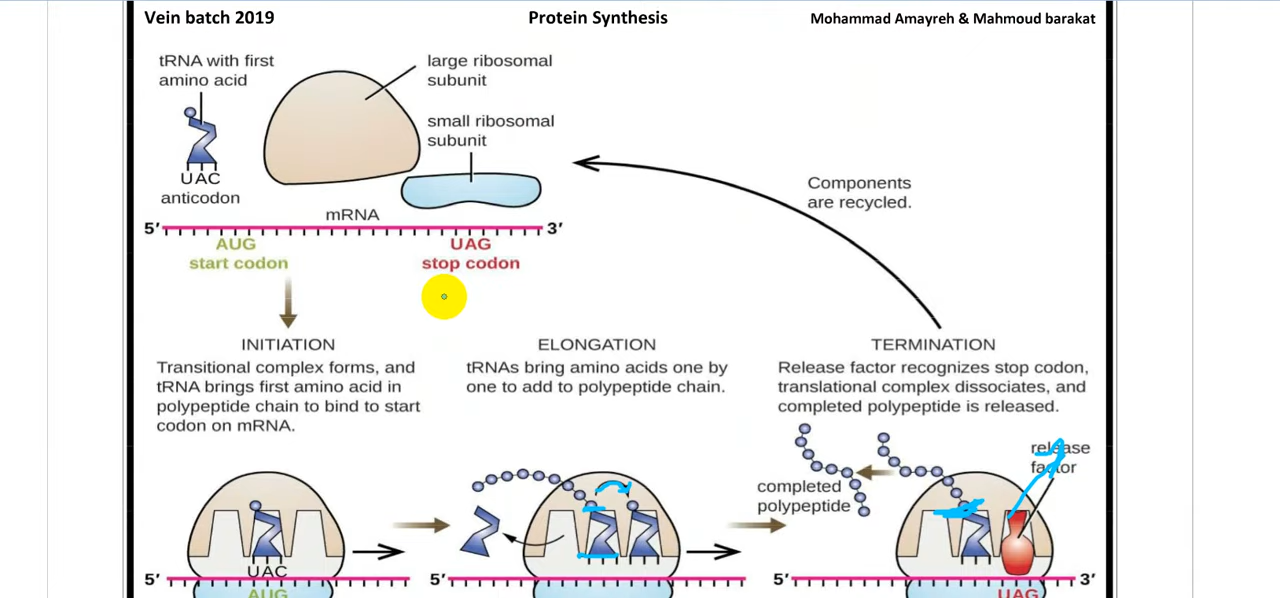 Vein batch 2019
Protein Synthesis
Mohammad Amayreh & Mahmoud barakat
tRNA with first
amino acid
large ribosomal
subunit
small ribosomal
subunit
UAC
anticodon
Components
are recycled.
mRNA
5′
3′
AUG
start codon
UAG
stop codon
INITIATION
Transitional complex forms, and
tRNA brings first amino acid in
polypeptide chain to bind to start
codon on mRNA.
ELONGATION
tRNAs bring amino acids one by
one to add to polypeptide chain.
TERMINATION
Release factor recognizes stop codon,
translational complex dissociates, and
completed polypeptide is released.
release
factor
completed
polypeptide
UAC
5′
AUG
5′
5′
3′
UAG